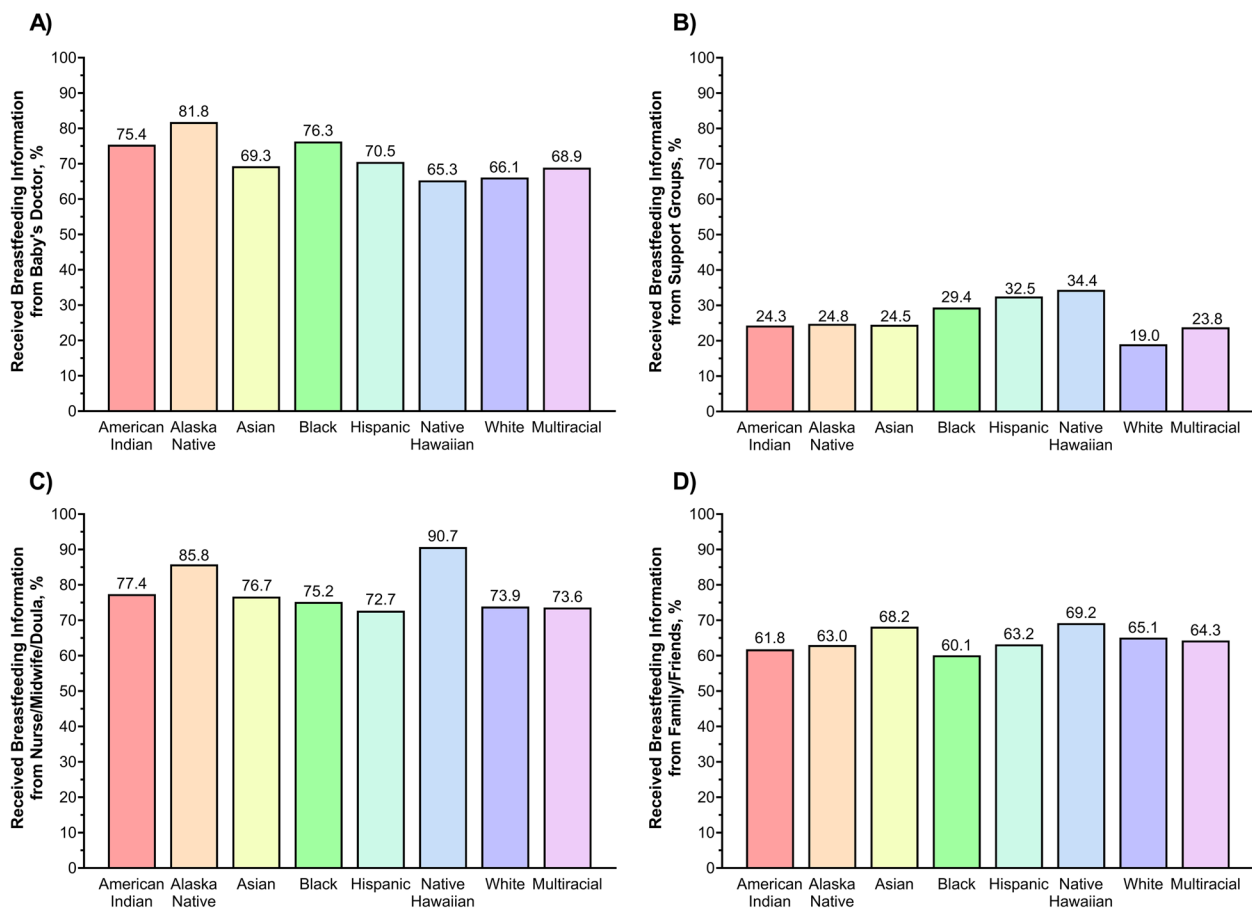 A)
Received Breastfeeding Information
from Baby's Doctor, %
100
90
80
70
60
50
40
30
20
10
0
75.4
81.8
69.3
76.3
70.5
65.3
66.1
68.9
American
Indian
Alaska
Native
Asian
Black
Hispanic
Native
Hawaiian
White
Multiracial
B)
Received Breastfeeding Information
from Support Groups, %
100
90
80
70
60
50
40
30
20
10
0
24.3
24.8
24.5
29.4
32.5
34.4
19.0
23.8
American
Indian
Alaska
Native
Asian
Black
Hispanic
Native
Hawaiian
White
Multiracial
C)
Received Breastfeeding Information
from Nurse/Midwife/Doula, %
100
90
80
70
60
50
40
30
20
10
0
77.4
85.8
76.7
75.2
72.7
90.7
73.9
73.6
American
Indian
Alaska
Native
Asian
Black
Hispanic
Native
Hawaiian
White
Multiracial
D)
Received Breastfeeding Information
from Family/Friends, %
100
90
80
70
60
50
40
30
20
10
0
61.8
63.0
68.2
60.1
63.2
69.2
65.1
64.3
American
Indian
Alaska
Native
Asian
Black
Hispanic
Native
Hawaiian
White
Multiracial